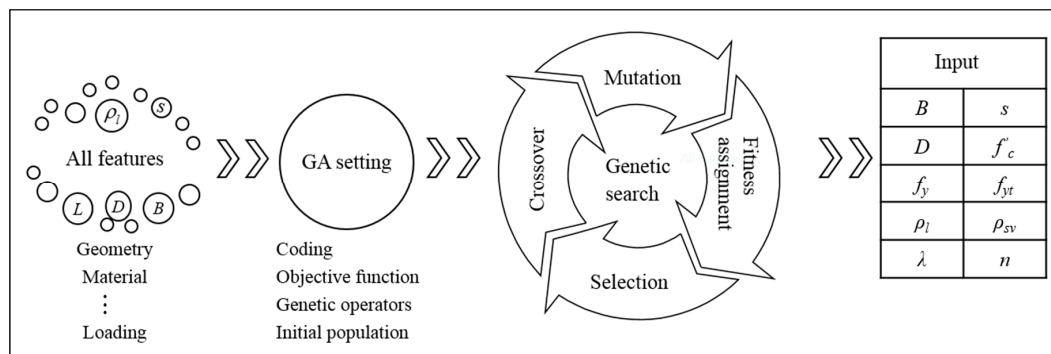 ρl
s
All features
L
D
B
Geometry
Material
⋮
Loading
GA setting
Coding
Objective function
Genetic operators
Initial population
Mutation
Crossover
Genetic
search
Fitness
assignment
Selection
Input
B s
D f'c
fy fyt
ρl ρsv
λ n